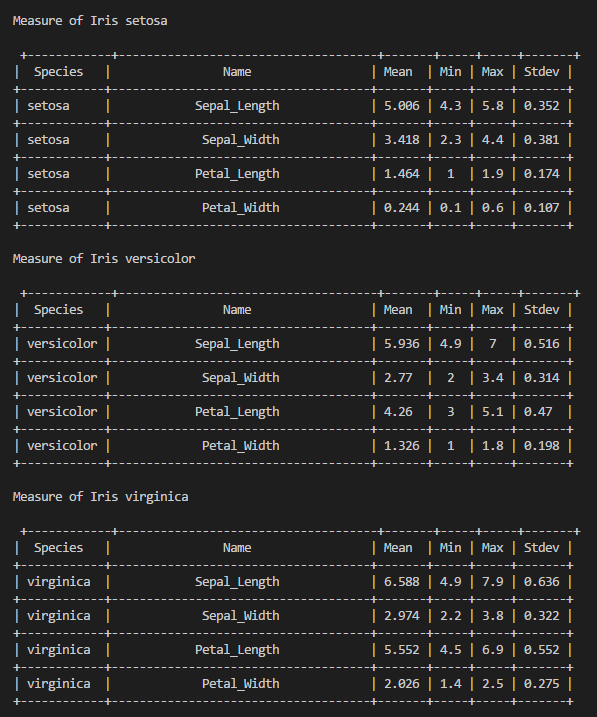 Measure of Iris setosa
+------------+--------------------------------------+-------+-----+-----+-------+
| Species | Name | Mean | Min | Max | Stdev |
+------------+--------------------------------------+-------+-----+-----+-------+
| setosa | Sepal_Length | 5.006 | 4.3 | 5.8 | 0.352 |
+------------+--------------------------------------+-------+-----+-----+-------+
| setosa | Sepal_Width | 3.418 | 2.3 | 4.4 | 0.381 |
+------------+--------------------------------------+-------+-----+-----+-------+
| setosa | Petal_Length | 1.464 | 1 | 1.9 | 0.174 |
+------------+--------------------------------------+-------+-----+-----+-------+
| setosa | Petal_Width | 0.244 | 0.1 | 0.6 | 0.107 |
+------------+--------------------------------------+-------+-----+-----+-------+
Measure of Iris versicolor
+------------+--------------------------------------+-------+-----+-----+-------+
| Species | Name | Mean | Min | Max | Stdev |
+------------+--------------------------------------+-------+-----+-----+-------+
| versicolor | Sepal_Length | 5.936 | 4.9 | 7 | 0.516 |
+------------+--------------------------------------+-------+-----+-----+-------+
| versicolor | Sepal_Width | 2.77 | 2 | 3.4 | 0.314 |
+------------+--------------------------------------+-------+-----+-----+-------+
| versicolor | Petal_Length | 4.26 | 3 | 5.1 | 0.47 |
+------------+--------------------------------------+-------+-----+-----+-------+
| versicolor | Petal_Width | 1.326 | 1 | 1.8 | 0.198 |
+------------+--------------------------------------+-------+-----+-----+-------+
Measure of Iris virginica
+------------+--------------------------------------+-------+-----+-----+-------+
| Species | Name | Mean | Min | Max | Stdev |
+------------+--------------------------------------+-------+-----+-----+-------+
| virginica | Sepal_Length | 6.588 | 4.9 | 7.9 | 0.636 |
+------------+--------------------------------------+-------+-----+-----+-------+
| virginica | Sepal_Width | 2.974 | 2.2 | 3.8 | 0.322 |
+------------+--------------------------------------+-------+-----+-----+-------+
| virginica | Petal_Length | 5.552 | 4.5 | 6.9 | 0.552 |
+------------+--------------------------------------+-------+-----+-----+-------+
| virginica | Petal_Width | 2.026 | 1.4 | 2.5 | 0.275 |
+------------+--------------------------------------+-------+-----+-----+-------+